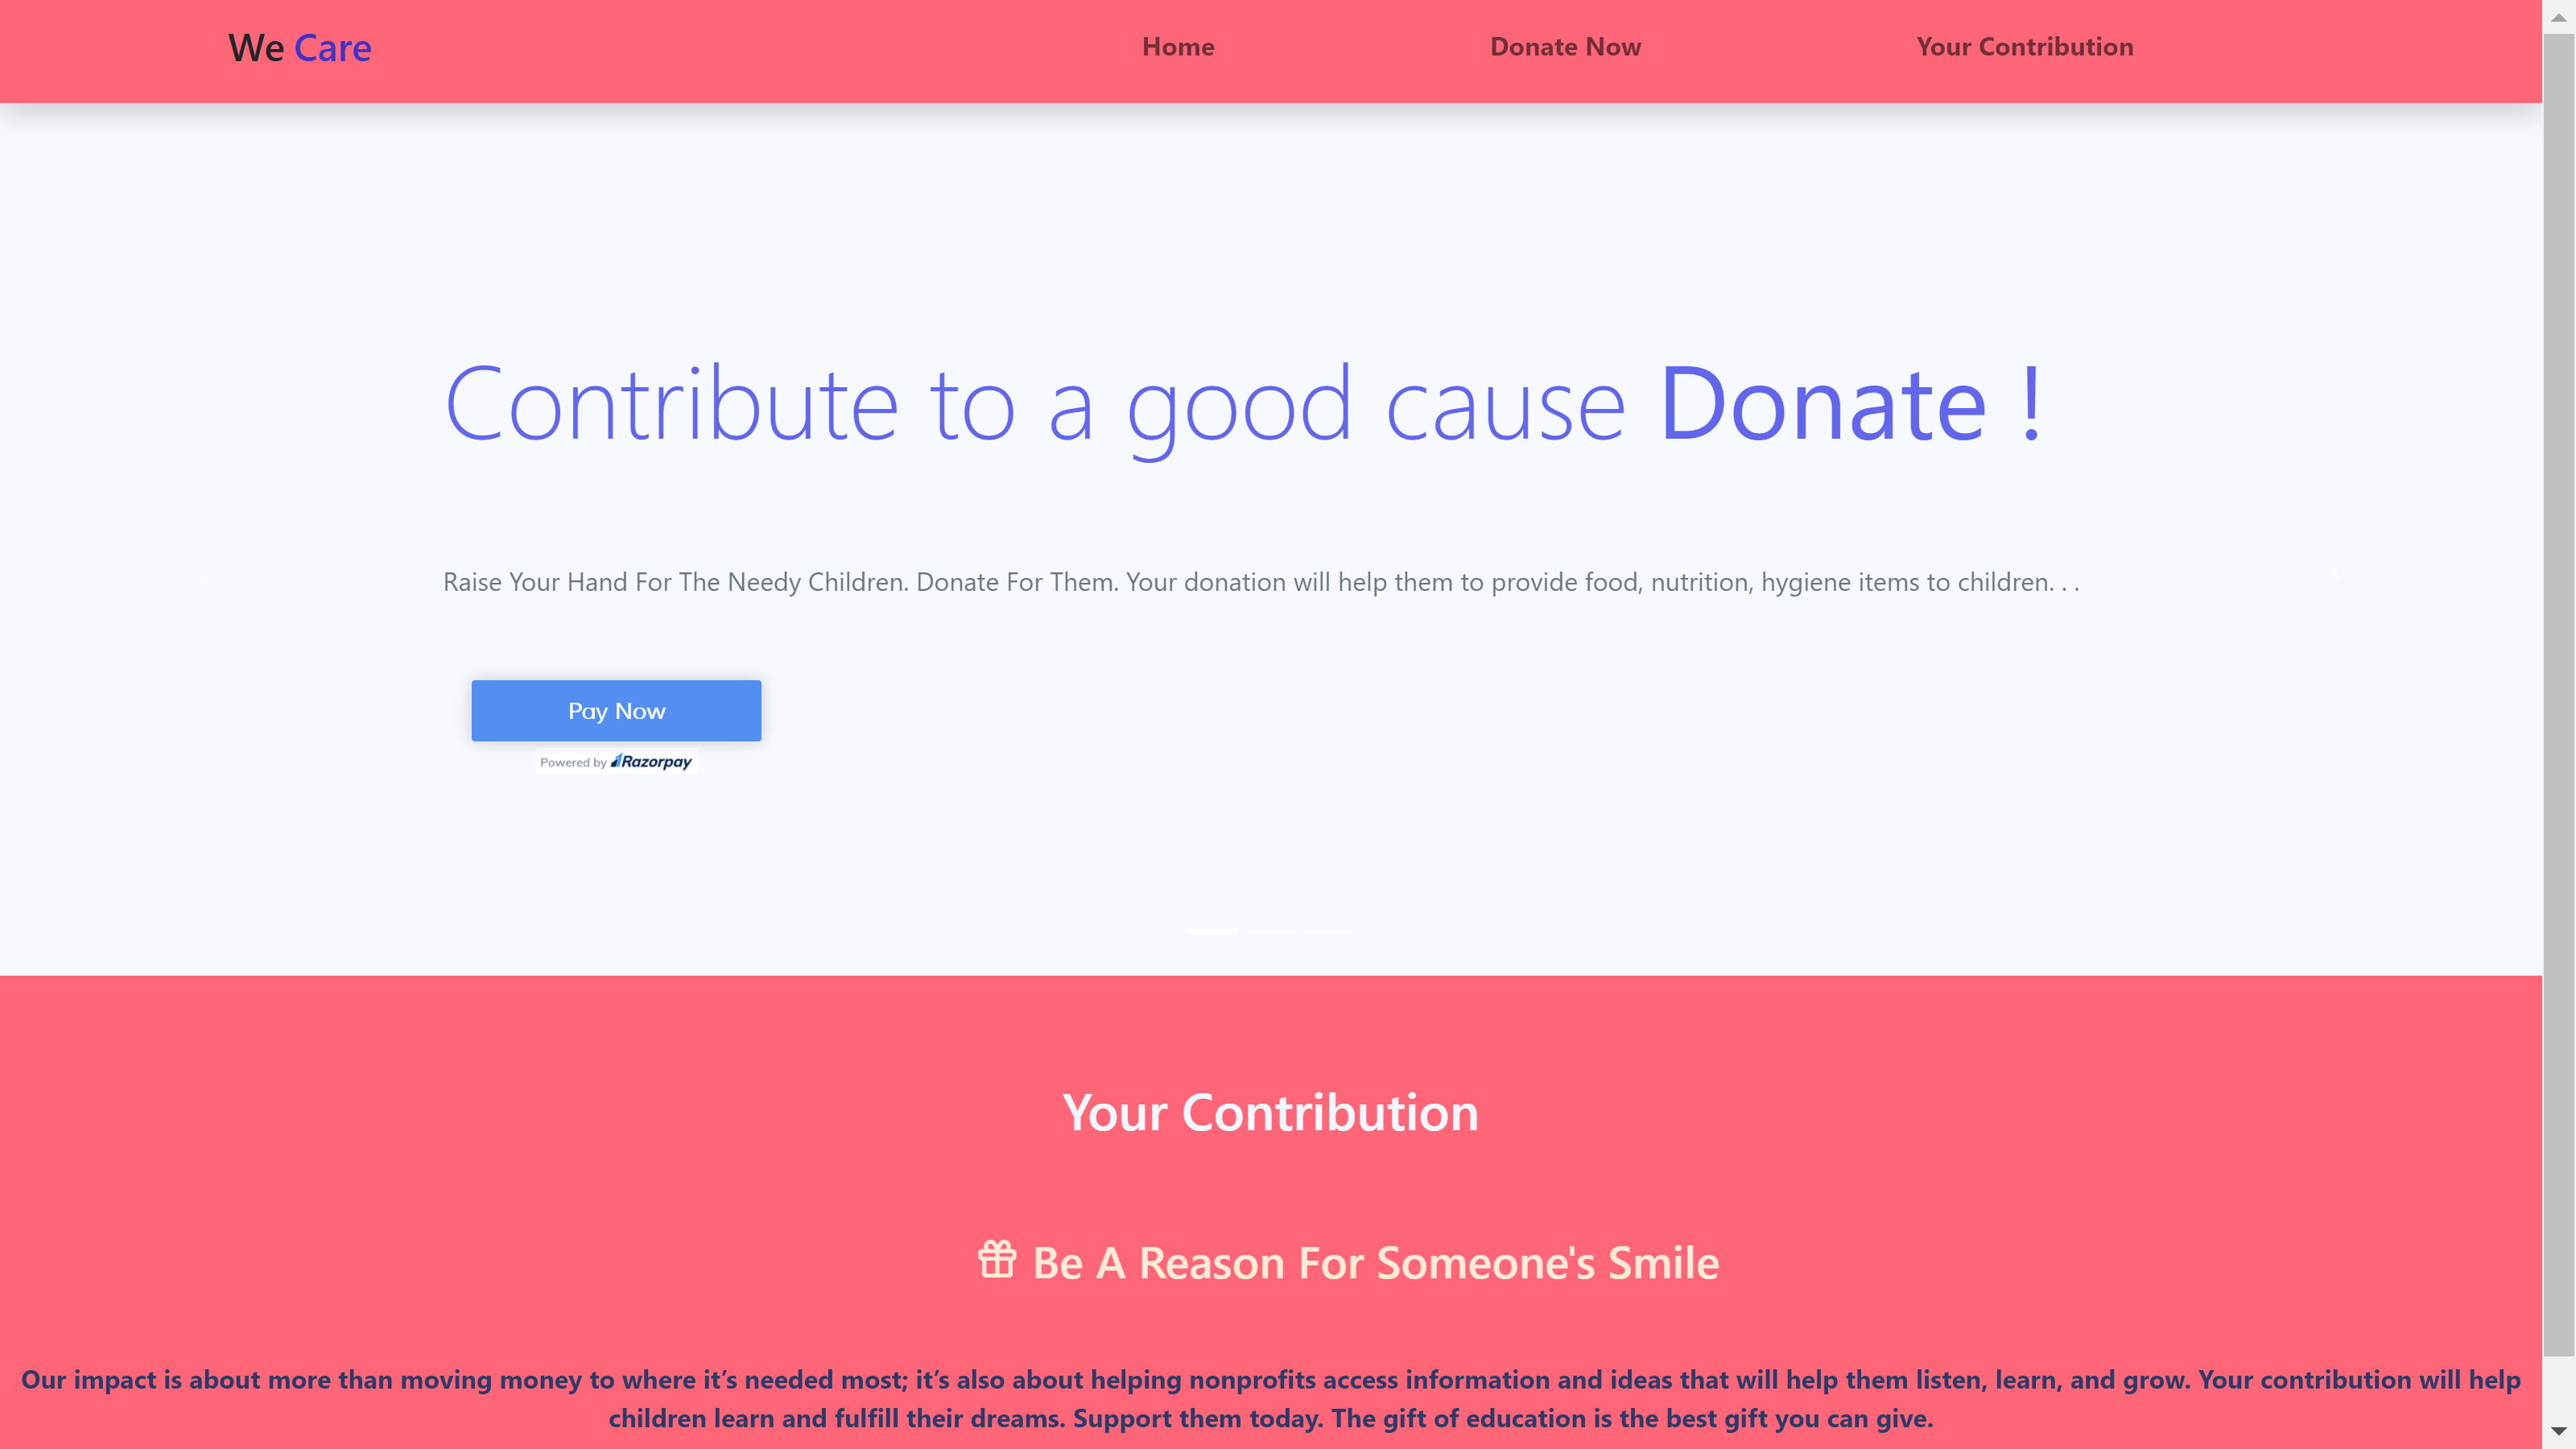 We Care
Home
Donate Now
Your Contribution
Contribute to a good cause Donate !
Raise Your Hand For The Needy Children. Donate For Them. Your donation will help them to provide food, nutrition, hygiene items to children. . .
Pay Now
Powered by Razorpay
Your Contribution
Be A Reason For Someone's Smile
Our impact is about more than moving money to where it’s needed most; it’s also about helping nonprofits access information and ideas that will help them listen, learn, and grow. Your contribution will help
children learn and fulfill their dreams. Support them today. The gift of education is the best gift you can give.